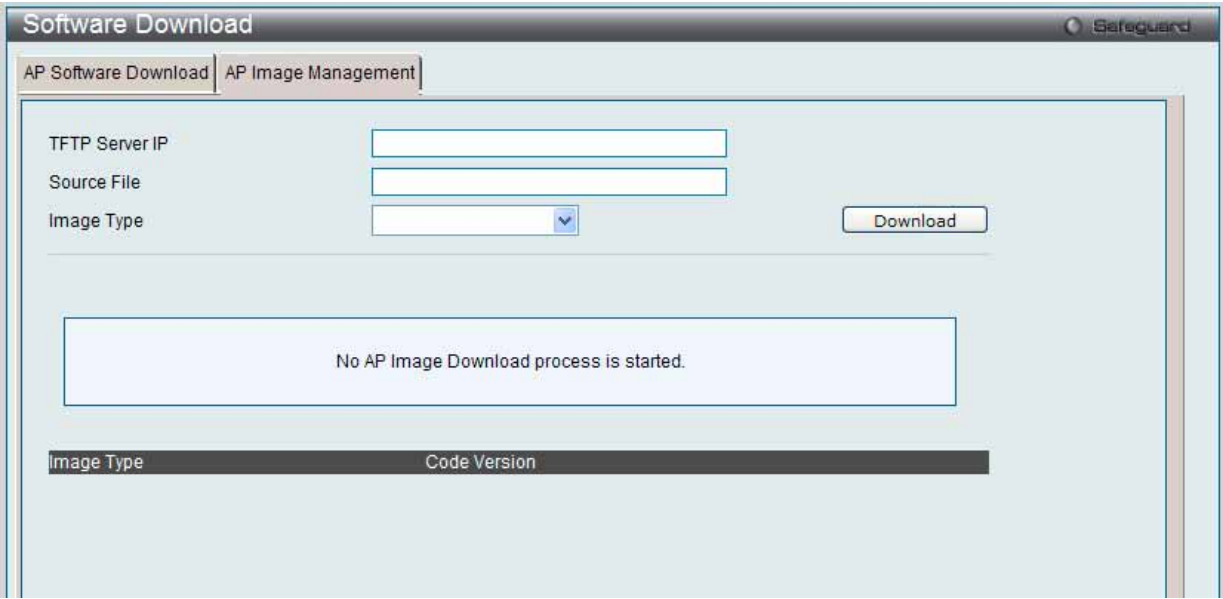 Software Download
Safeguard
AP Software Download AP Image Management
TFTP Server IP
Source File
Image Type
Download
No AP Image Download process is started.
Image Type Code Version